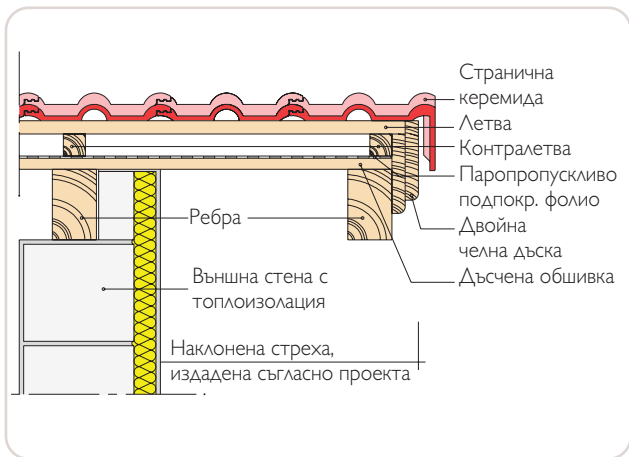 Странична
керемида
Летва
Контралетва
Паропропускливо
подпокр. фолио
Двойна
челна дъска
Дъсчена обшивка
Ребра
Външна стена с
топлоизолация
Наклонена стреха,
издадена съгласно проекта